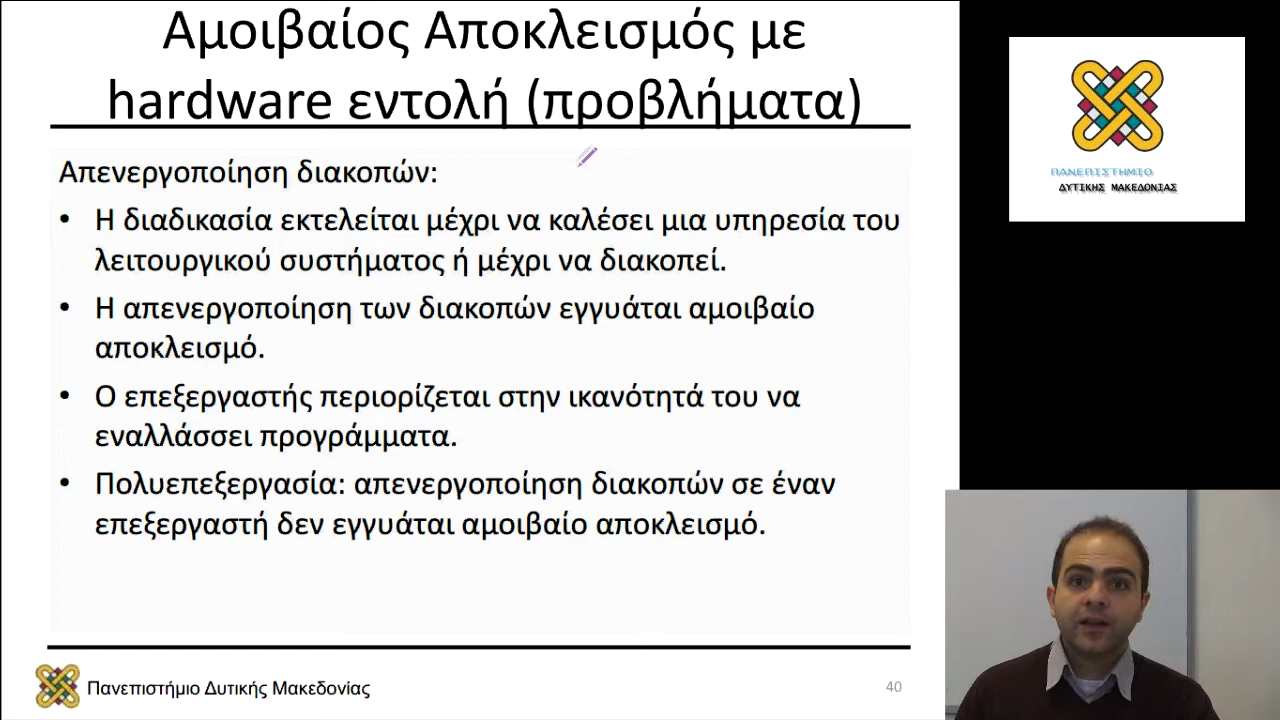 Αμοιβαίος Αποκλεισμός με
hardware εντολή (προβλήματα)
Απενεργοποίηση διακοπών:
• Η διαδικασία εκτελείται μέχρι να καλέσει μια υπηρεσία του
λειτουργικού συστήματος ή μέχρι να διακοπεί.
• Η απενεργοποίηση των διακοπών εγγυάται αμοιβαίο
αποκλεισμό.
• Ο επεξεργαστής περιορίζεται στην ικανότητά του να
εναλλάσσει προγράμματα.
• Πολυεπεξεργασία: απενεργοποίηση διακοπών σε έναν
επεξεργαστή δεν εγγυάται αμοιβαίο αποκλεισμό.
Πανεπιστήμιο Δυτικής Μακεδονίας
40
ΠΑΝΕΠΙΣΤΗΜΙΟ
ΔΥΤΙΚΗΣ ΜΑΚΕΔΟΝΙΑΣ